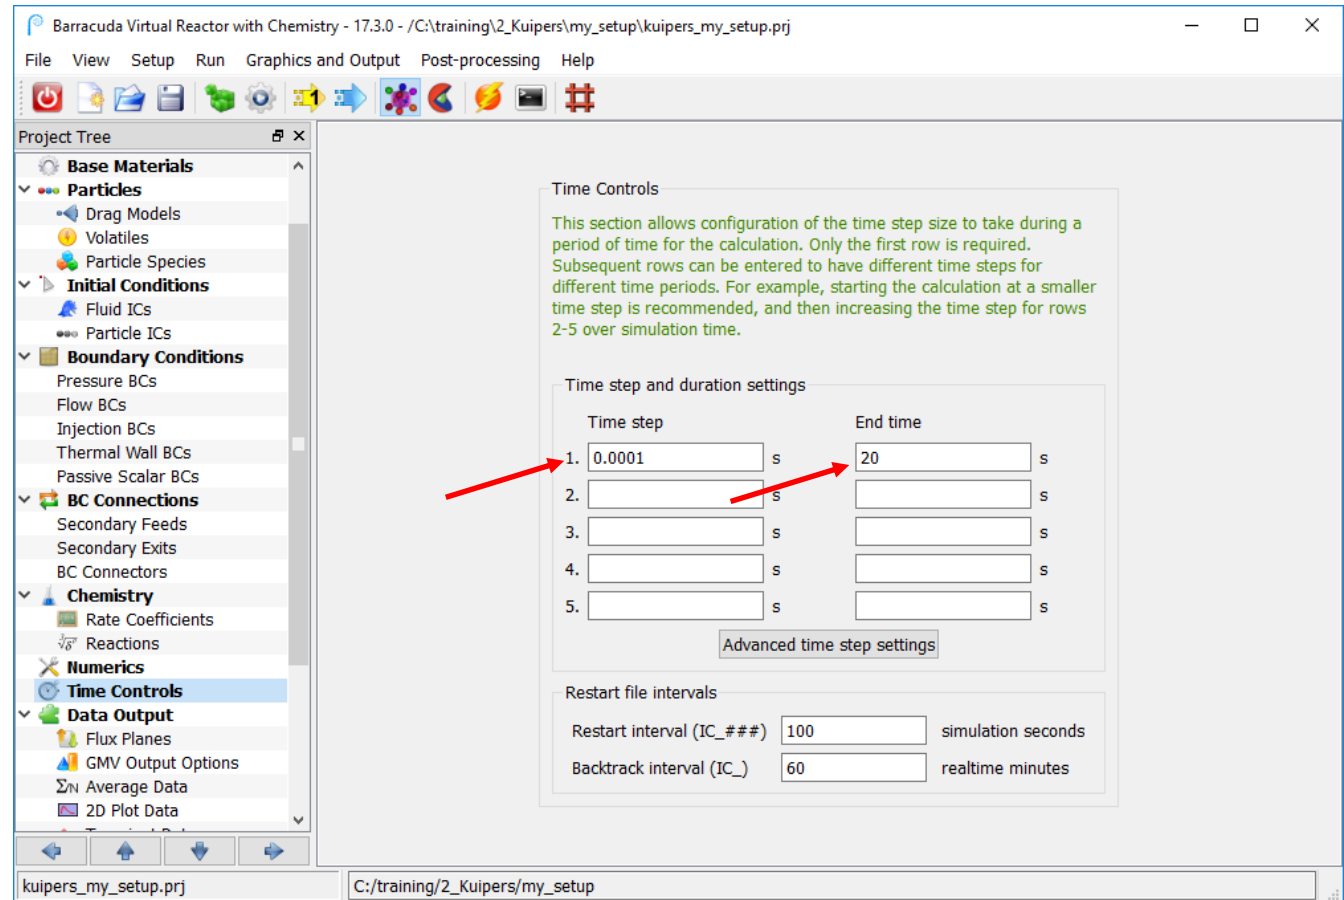 Barracuda Virtual Reactor with Chemistry - 17.3.0 - /C:\training\2_Kuipers\my_setup\kuipers_my_setup.prj
File View Setup Run Graphics and Output Post-processing Help
1
Project Tree
Base Materials
Particles
Drag Models
Volatiles
Particle Species
Initial Conditions
Fluid ICs
Particle ICs
Boundary Conditions
Pressure BCs
Flow BCs
Injection BCs
Thermal Wall BCs
Passive Scalar BCs
BC Connections
Secondary Feeds
Secondary Exits
BC Connectors
Chemistry
Rate Coefficients
Reactions
Numerics
Time Controls
Data Output
Flux Planes
GMV Output Options
Σ/N Average Data
2D Plot Data
Time Controls
This section allows configuration of the time step size to take during a
period of time for the calculation. Only the first row is required.
Subsequent rows can be entered to have different time steps for
different time periods. For example, starting the calculation at a smaller
time step is recommended, and then increasing the time step for rows
2-5 over simulation time.
Time step and duration settings
Time step End time
1. 0.0001 s 20 s
2. s s
3. s s
4. s s
5. s s
Advanced time step settings
Restart file intervals
Restart interval (IC_###) 100 simulation seconds
Backtrack interval (IC_) 60 realtime minutes
kuipers_my_setup.prj C:/training/2_Kuipers/my_setup